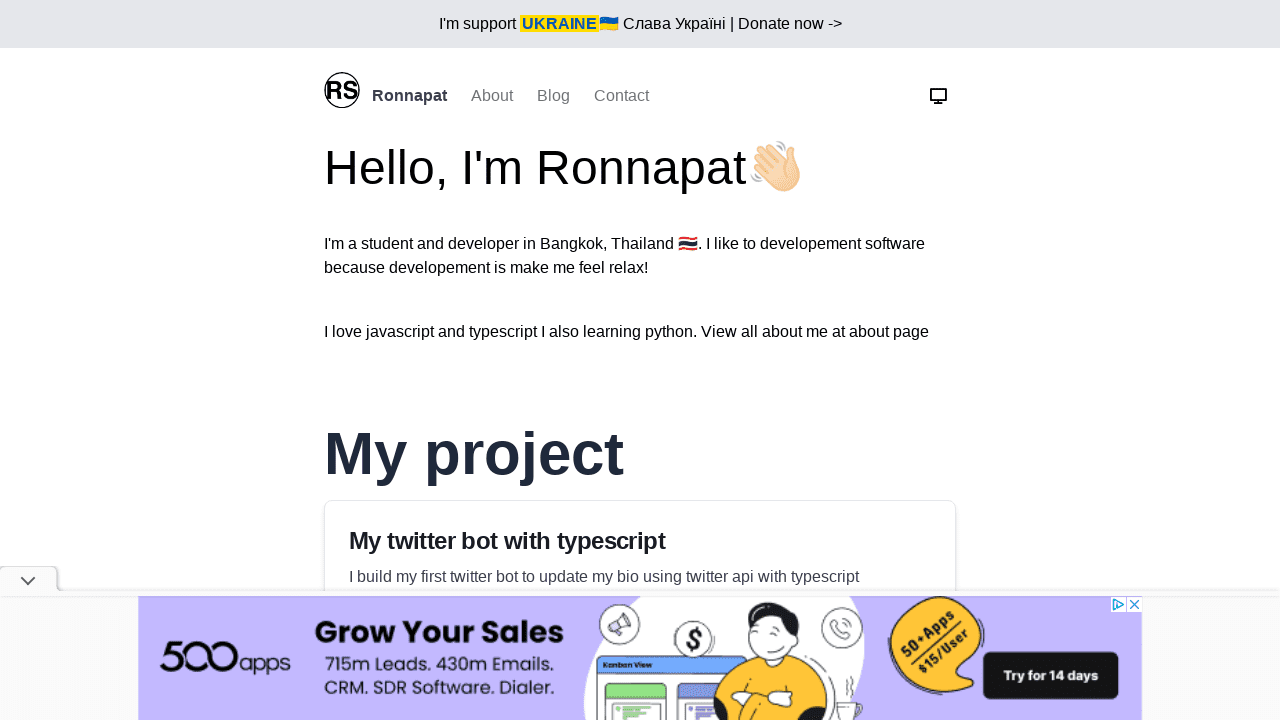 I'm support UKRAINE🇺🇦 Слава Україні | Donate now ->
RS Ronnapat About Blog Contact
Hello, I'm Ronnapat👋🏻
I'm a student and developer in Bangkok, Thailand 🇹🇭. I like to developement software
because developement is make me feel relax!
I love javascript and typescript I also learning python. View all about me at about page
My project
My twitter bot with typescript
I build my first twitter bot to update my bio using twitter api with typescript
500apps
Grow Your Sales
715m Leads. 430m Emails.
CRM. SDR Software. Dialer.
Kanban View
$
50+Apps
$15/User
Try for 14 days